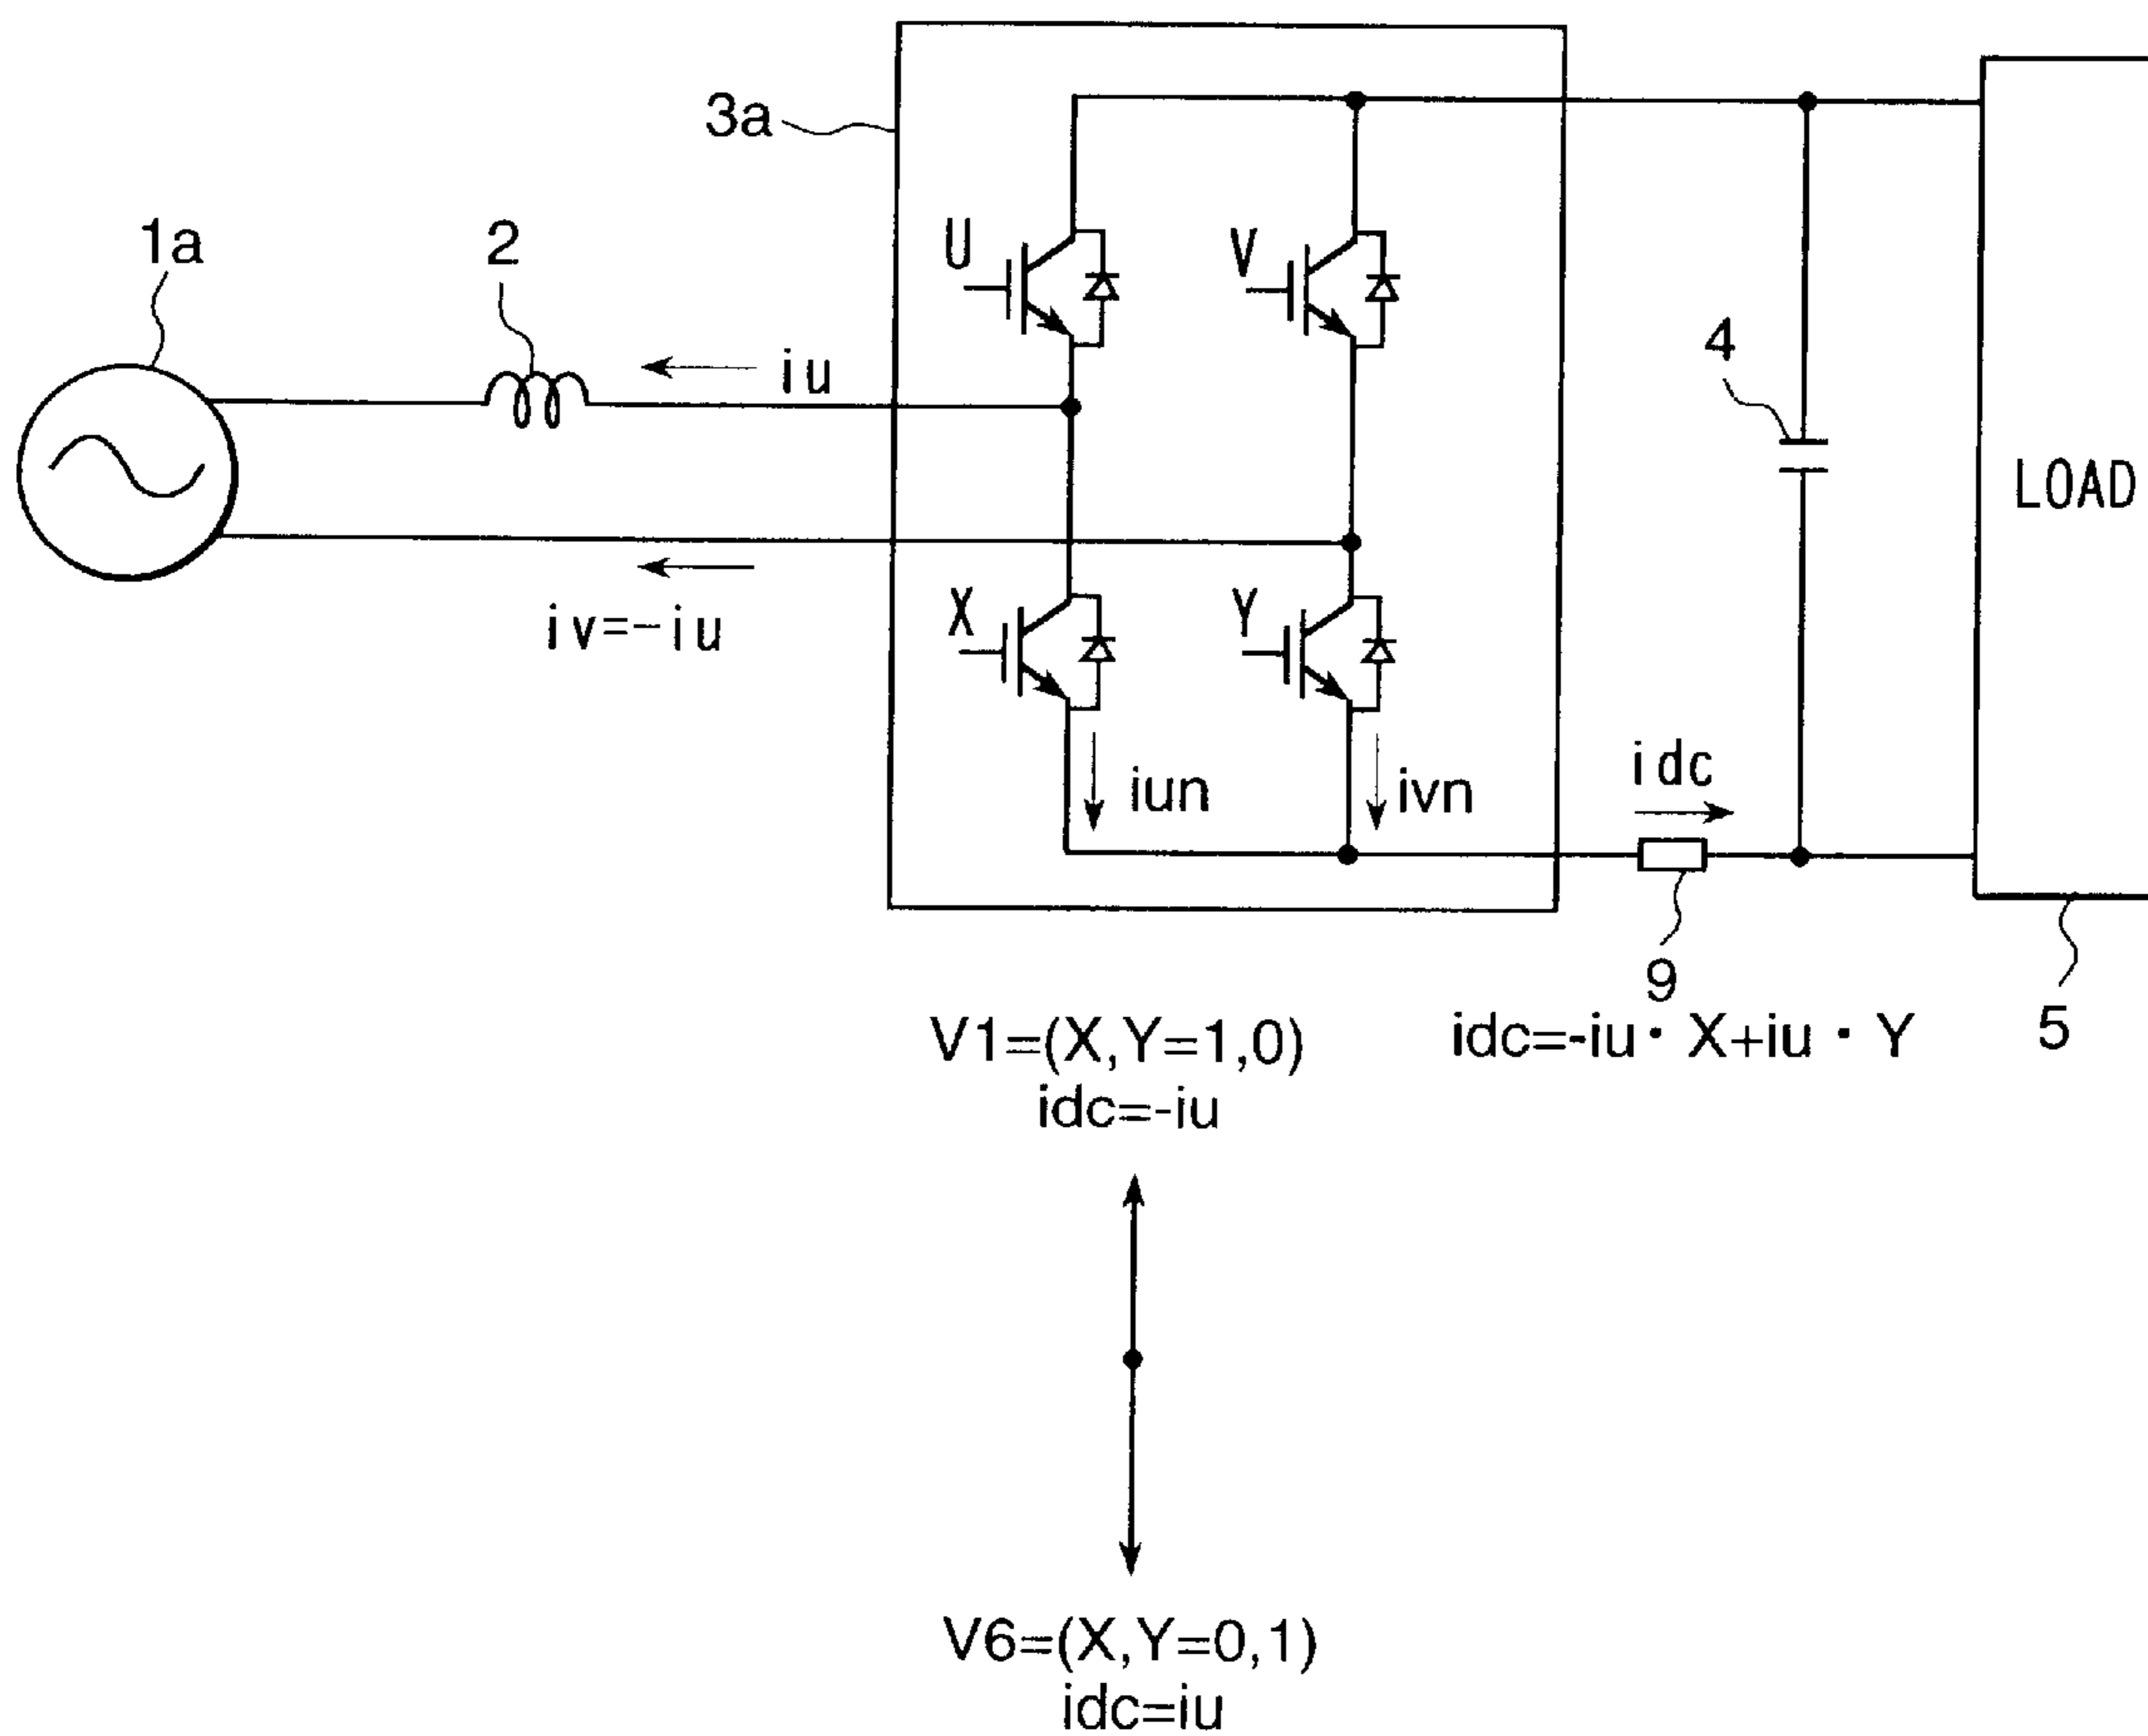 3a
1a
2
U
V
iu
4
LOAD
iv=-iu
X
Y
iun
ivn
idc
9
5
V1=(X,Y=1,0)
idc=-iu
idc=-iu・X+iu・Y
V6=(X,Y=0,1)
idc=iu